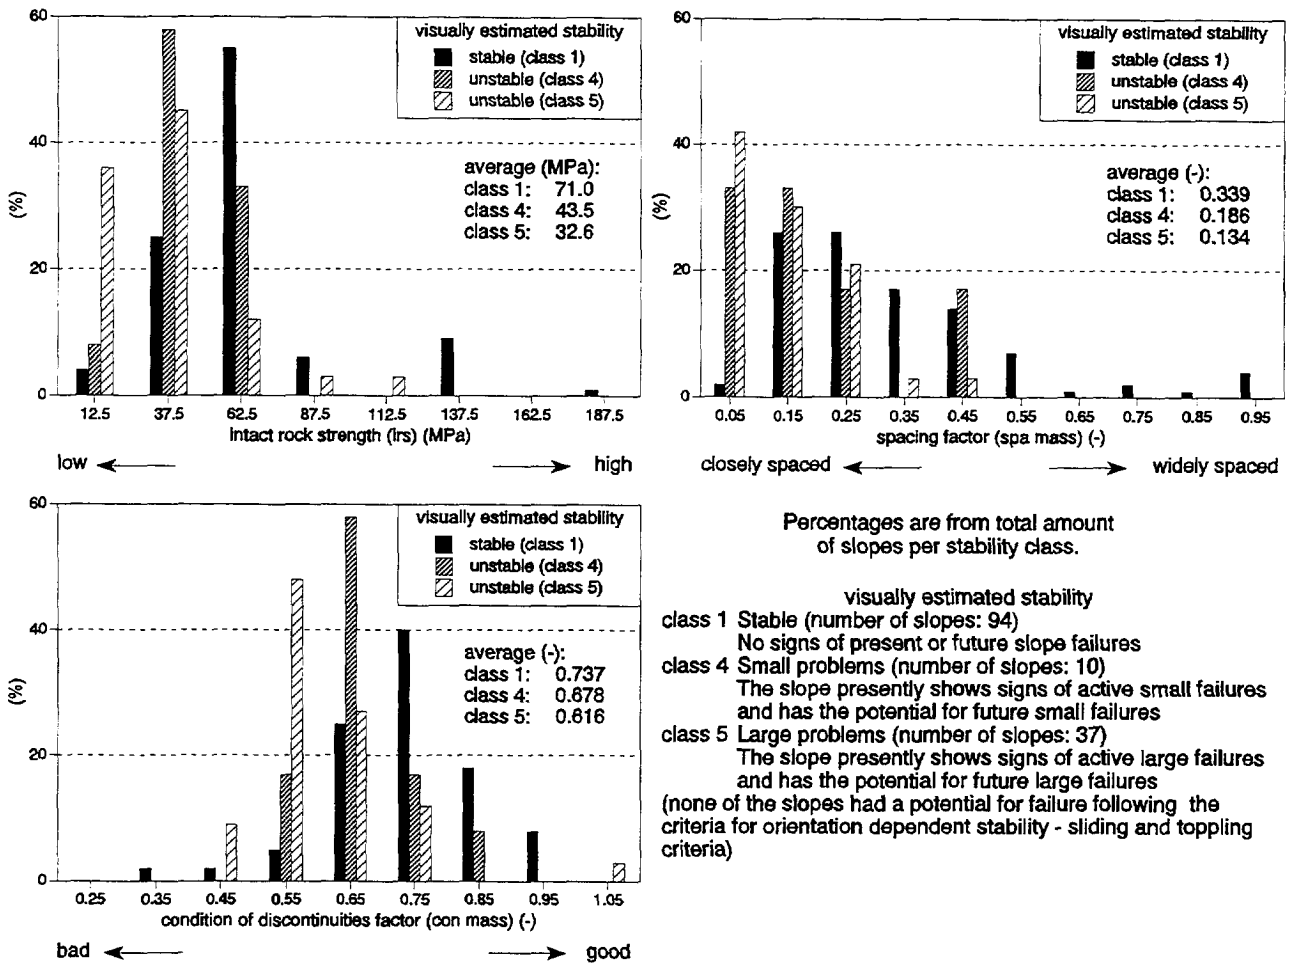 60
40
20
0
(%)
visually estimated stability
stable (class 1)
unstable (class 4)
unstable (class 5)
average (MPa):
class 1: 71.0
class 4: 43.5
class 5: 32.6
12.5 37.5 62.5 87.5 112.5 137.5 162.5 187.5
intact rock strength (irs) (MPa)
low high
60
40
20
0
(%)
visually estimated stability
stable (class 1)
unstable (class 4)
unstable (class 5)
average (-):
class 1: 0.339
class 4: 0.186
class 5: 0.134
0.05 0.15 0.25 0.35 0.45 0.55 0.65 0.75 0.85 0.95
spacing factor (spa mass) (-)
closely spaced widely spaced
60
40
20
0
(%)
visually estimated stability
stable (class 1)
unstable (class 4)
unstable (class 5)
average (-):
class 1: 0.737
class 4: 0.678
class 5: 0.616
0.25 0.35 0.45 0.55 0.65 0.75 0.85 0.95 1.05
condition of discontinuities factor (con mass) (-)
bad good
Percentages are from total amount
of slopes per stability class.
visually estimated stability
class 1 Stable (number of slopes: 94)
No signs of present or future slope failures
class 4 Small problems (number of slopes: 10)
The slope presently shows signs of active small failures
and has the potential for future small failures
class 5 Large problems (number of slopes: 37)
The slope presently shows signs of active large failures
and has the potential for future large failures
(none of the slopes had a potential for failure following the
criteria for orientation dependent stability - sliding and toppling
criteria)